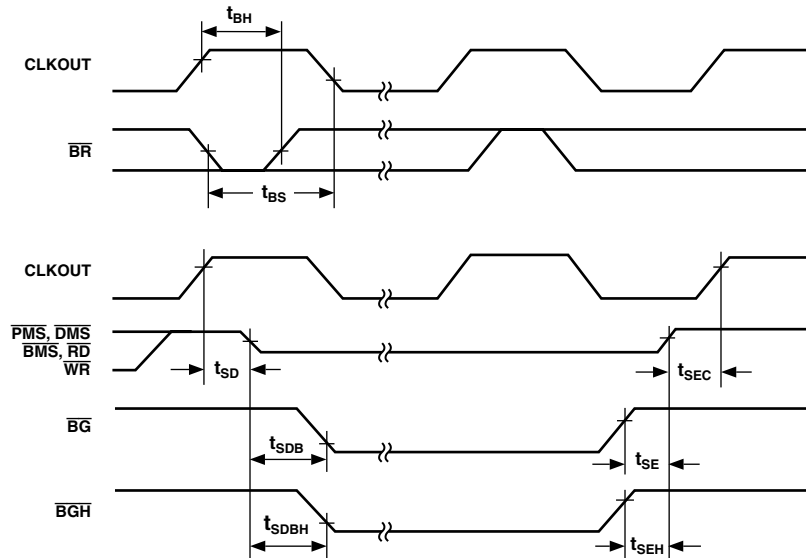 tBH
CLKOUT
BR
tBS
CLKOUT
PMS, DMS
BMS, RD
WR
tSD
tSEC
BG
tSDB
tSE
BGH
tSDBH
tSEH